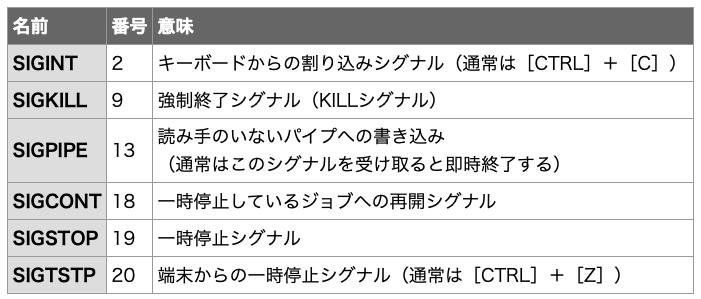 名前 番号 意味
SIGINT 2 キーボードからの割り込みシグナル（通常は［CTRL］＋［C］）
SIGKILL 9 強制終了シグナル（KILLシグナル）
SIGPIPE 13 読み手のいないパイプへの書き込み
（通常はこのシグナルを受け取ると即時終了する）
SIGCONT 18 一時停止しているジョブへの再開シグナル
SIGSTOP 19 一時停止シグナル
SIGTSTP 20 端末からの一時停止シグナル（通常は［CTRL］＋［Z］）